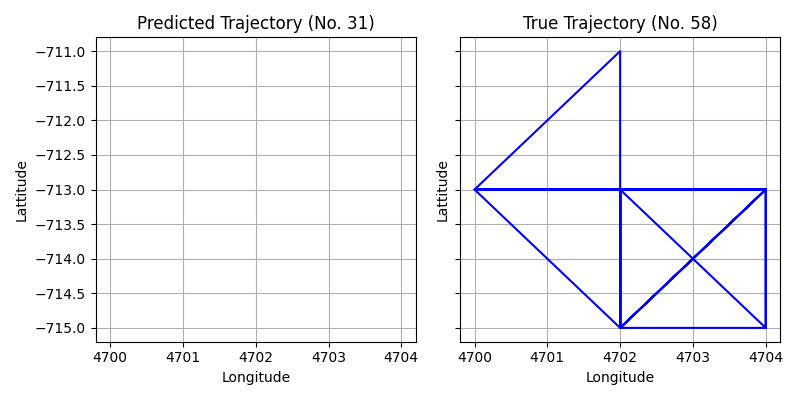 Predicted Trajectory (No. 31)
−711.0
−711.5
−712.0
−712.5
−713.0
−713.5
−714.0
−714.5
−715.0
Lattitude
4700 4701 4702 4703 4704
Longitude
True Trajectory (No. 58)
Lattitude
4700 4701 4702 4703 4704
Longitude